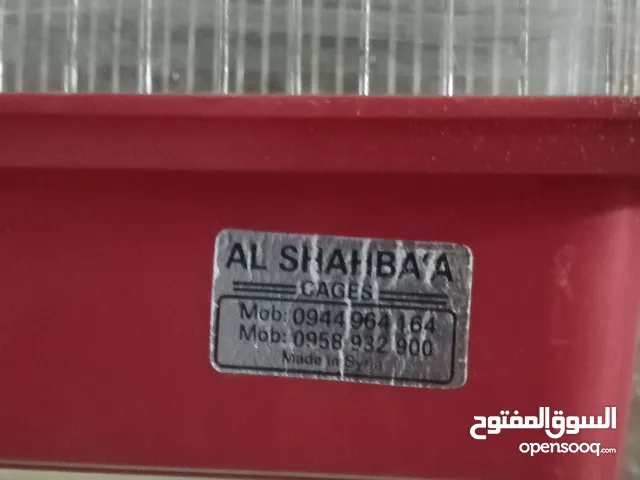 AL SHAHBA'A
CAGES
Mob: 0944 964 164
Mob: 0958 932 900
Made in Syria
السوق المفتوح
opensooq.com